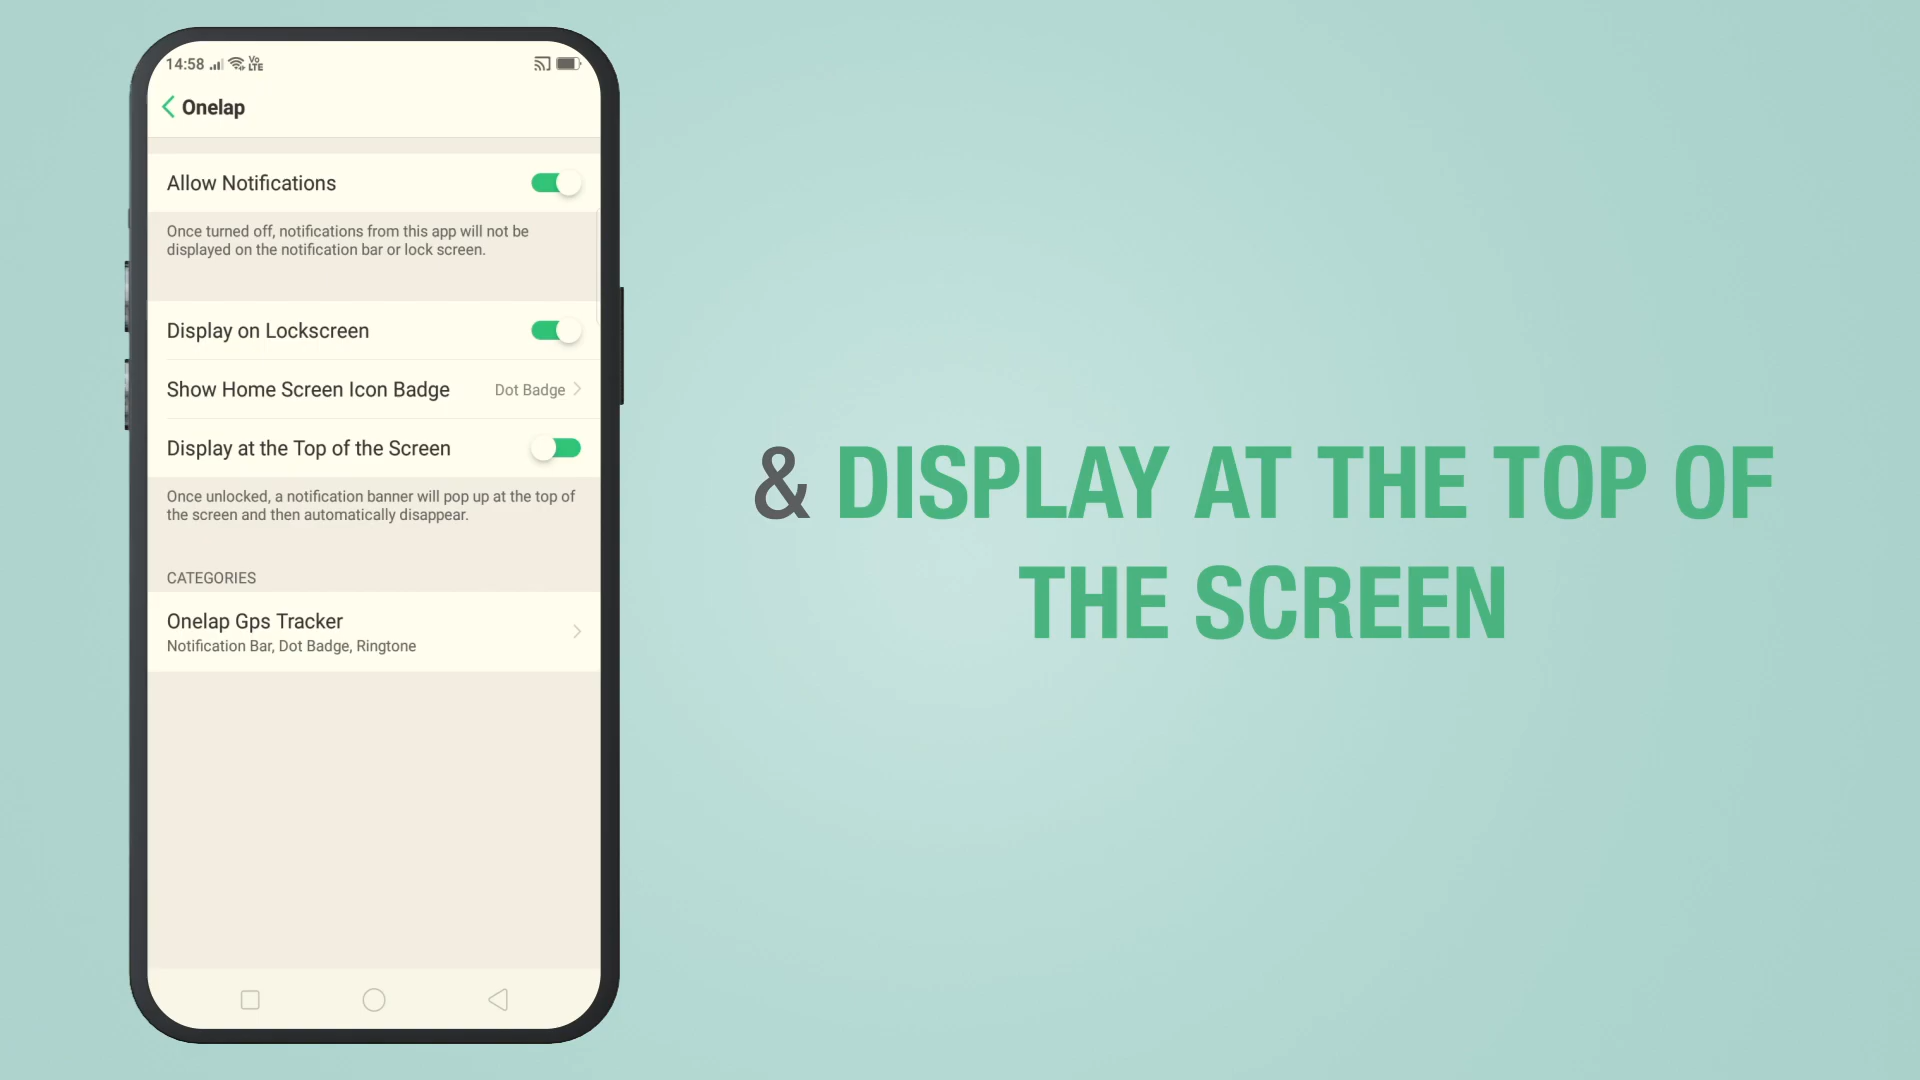 14:58 Vo LTE
Onelap
Allow Notifications
Once turned off, notifications from this app will not be
displayed on the notification bar or lock screen.
Display on Lockscreen
Show Home Screen Icon Badge Dot Badge
Display at the Top of the Screen
Once unlocked, a notification banner will pop up at the top of
the screen and then automatically disappear.
CATEGORIES
Onelap Gps Tracker
Notification Bar, Dot Badge, Ringtone
& DISPLAY AT THE TOP OF
THE SCREEN